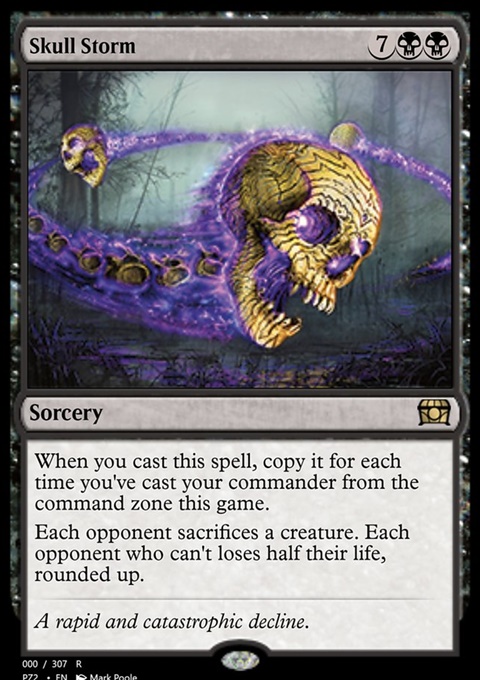 Skull Storm 7
Sorcery
When you cast this spell, copy it for each
time you've cast your commander from the
command zone this game.
Each opponent sacrifices a creature. Each
opponent who can't loses half their life,
rounded up.
A rapid and catastrophic decline.
000 / 307 R
PZ2 • EN Mark Poole